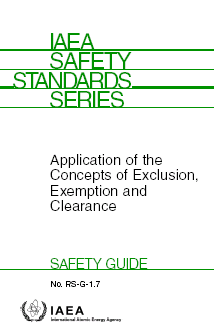 IAEA
SAFETY
STANDARDS
SERIES
Application of the
Concepts of Exclusion,
Exemption and
Clearance
SAFETY GUIDE
No. RS-G-1.7
IAEA
International Atomic Energy Agency